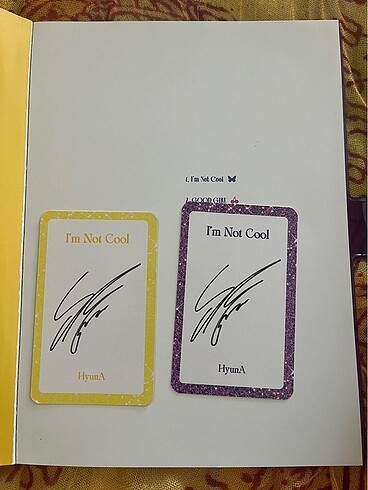 1. I'm Not Cool
2. GOOD GIRL
I'm Not Cool
HyunA
I'm Not Cool
HyunA